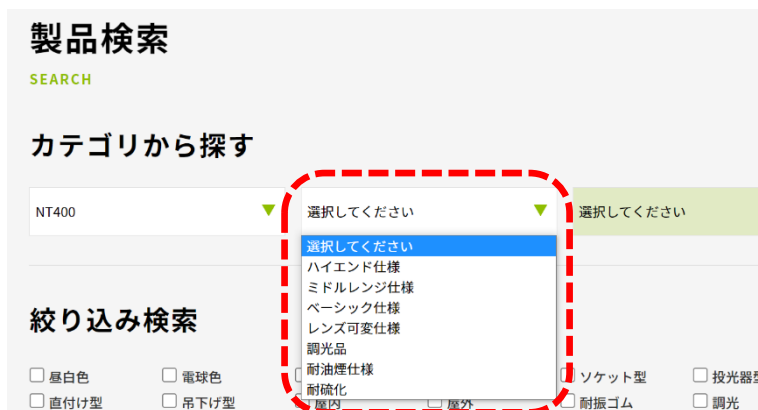 製品検索
SEARCH
カテゴリから探す
NT400
選択してください
選択してください
選択してください
ハイエンド仕様
ミドルレンジ仕様
ベーシック仕様
レンズ可変仕様
調光品
耐油煙仕様
耐硫化
絞り込み検索
昼白色 電球色 ソケット型 投光器型
直付け型 吊下げ型 屋内 屋外 耐振ゴム 調光